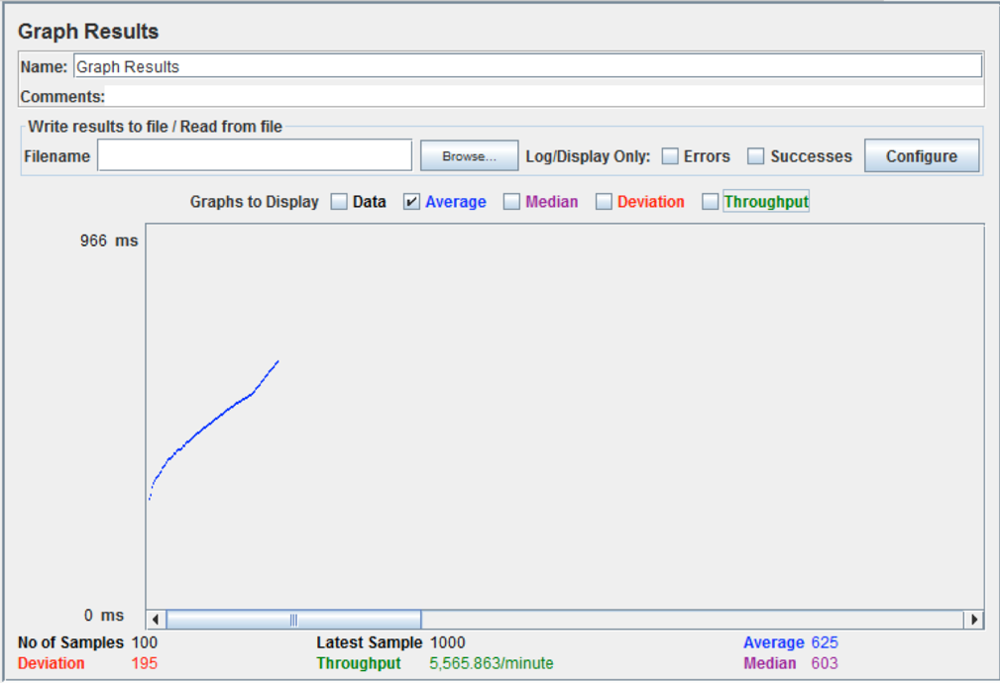 Graph Results
Name: Graph Results
Comments:
Write results to file / Read from file
Filename Browse... Log/Display Only: Errors Successes Configure
Graphs to Display Data Average Median Deviation Throughput
966 ms
0 ms
No of Samples 100 Latest Sample 1000 Average 625
Deviation 195 Throughput 5,565.863/minute Median 603